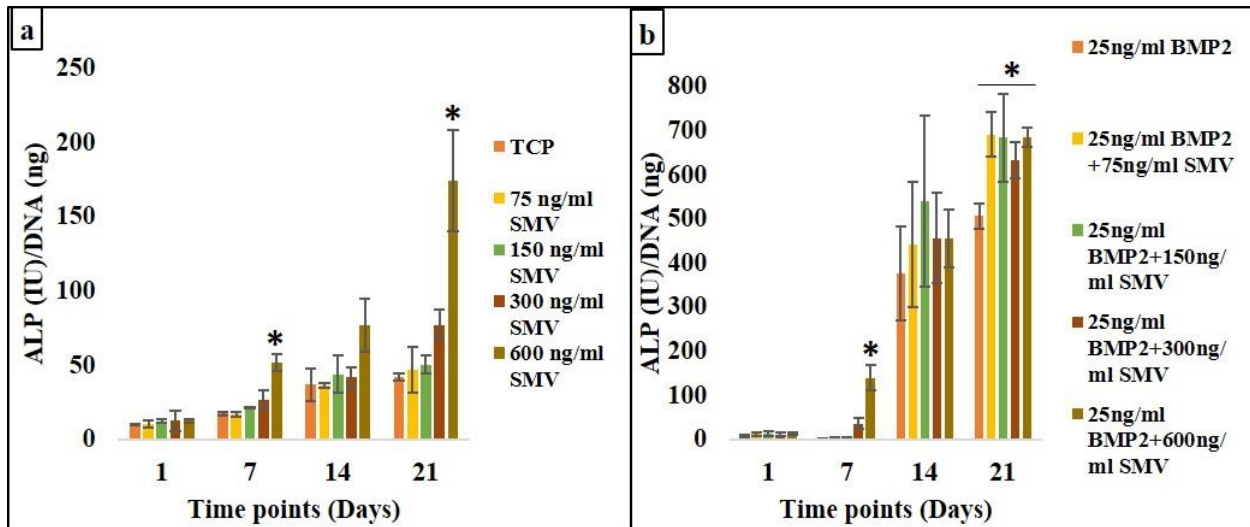 a
250
200
150
100
50
0
ALP (IU)/DNA (ng)
*
*
1 7 14 21
Time points (Days)
TCP
75 ng/ml
SMV
150 ng/ml
SMV
300 ng/ml
SMV
600 ng/ml
SMV
b
800
700
600
500
400
300
200
100
0
ALP (IU)/DNA (ng)
*
*
1 7 14 21
Time points (Days)
25ng/ml BMP2
25ng/ml BMP2
+75ng/ml SMV
25ng/ml
BMP2+150ng/
ml SMV
25ng/ml
BMP2+300ng/
ml SMV
25ng/ml
BMP2+600ng/
ml SMV